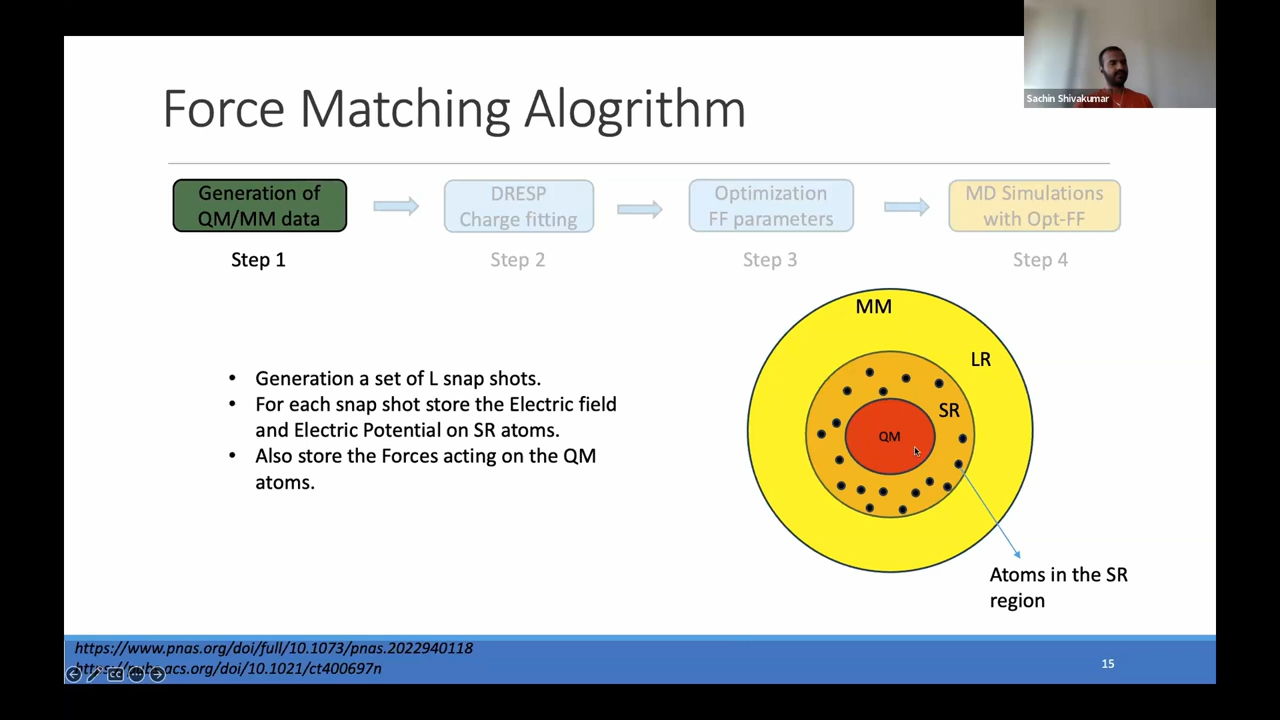 Sachin Shivakumar
Force Matching Alogrithm
Generation of
QM/MM data
DRESP
Charge fitting
Optimization
FF parameters
MD Simulations
with Opt-FF
Step 1
Step 2
Step 3
Step 4
• Generation a set of L snap shots.
• For each snap shot store the Electric field
and Electric Potential on SR atoms.
• Also store the Forces acting on the QM
atoms.
MM
LR
SR
QM
Atoms in the SR
region
https://www.pnas.org/doi/full/10.1073/pnas.2022940118
https://pubs.acs.org/doi/10.1021/ct400697n
15